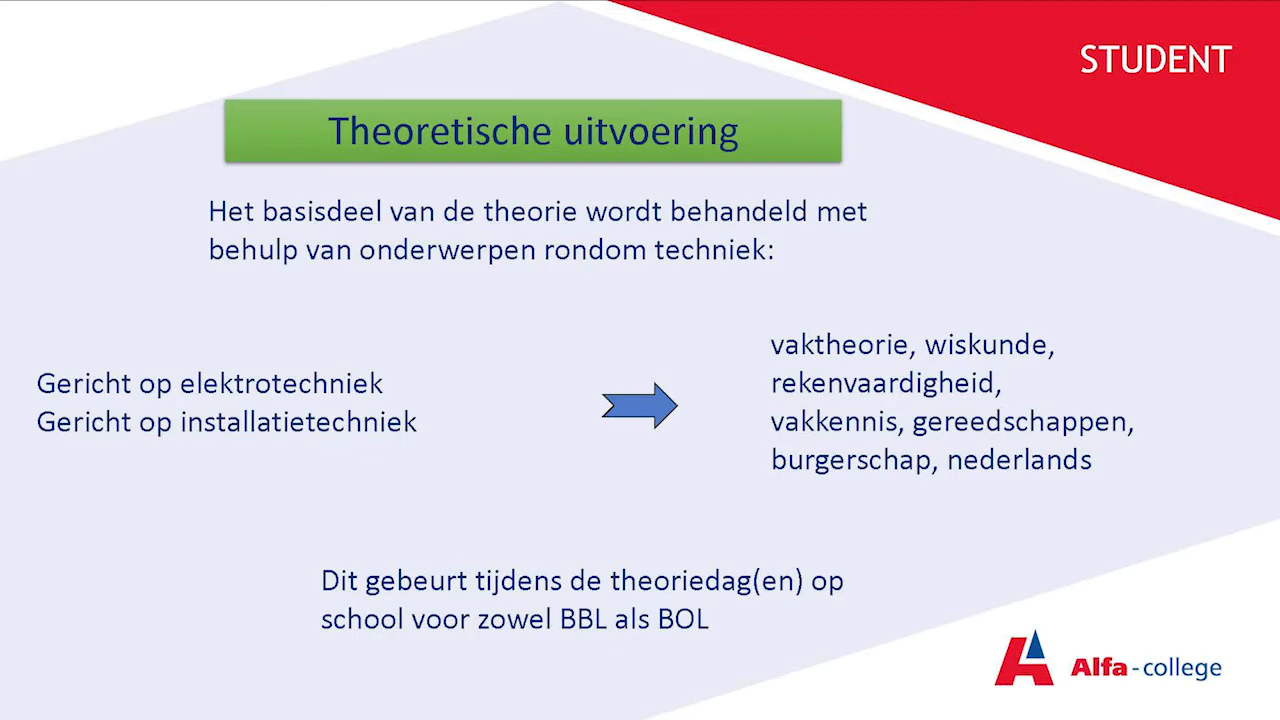 STUDENT
Theoretische uitvoering
Het basisdeel van de theorie wordt behandeld met
behulp van onderwerpen rondom techniek:
Gericht op elektrotechniek
Gericht op installatietechniek
vaktheorie, wiskunde,
rekenvaardigheid,
vakkennis, gereedschappen,
burgerschap, nederlands
Dit gebeurt tijdens de theoriedag(en) op
school voor zowel BBL als BOL
Alfa-college